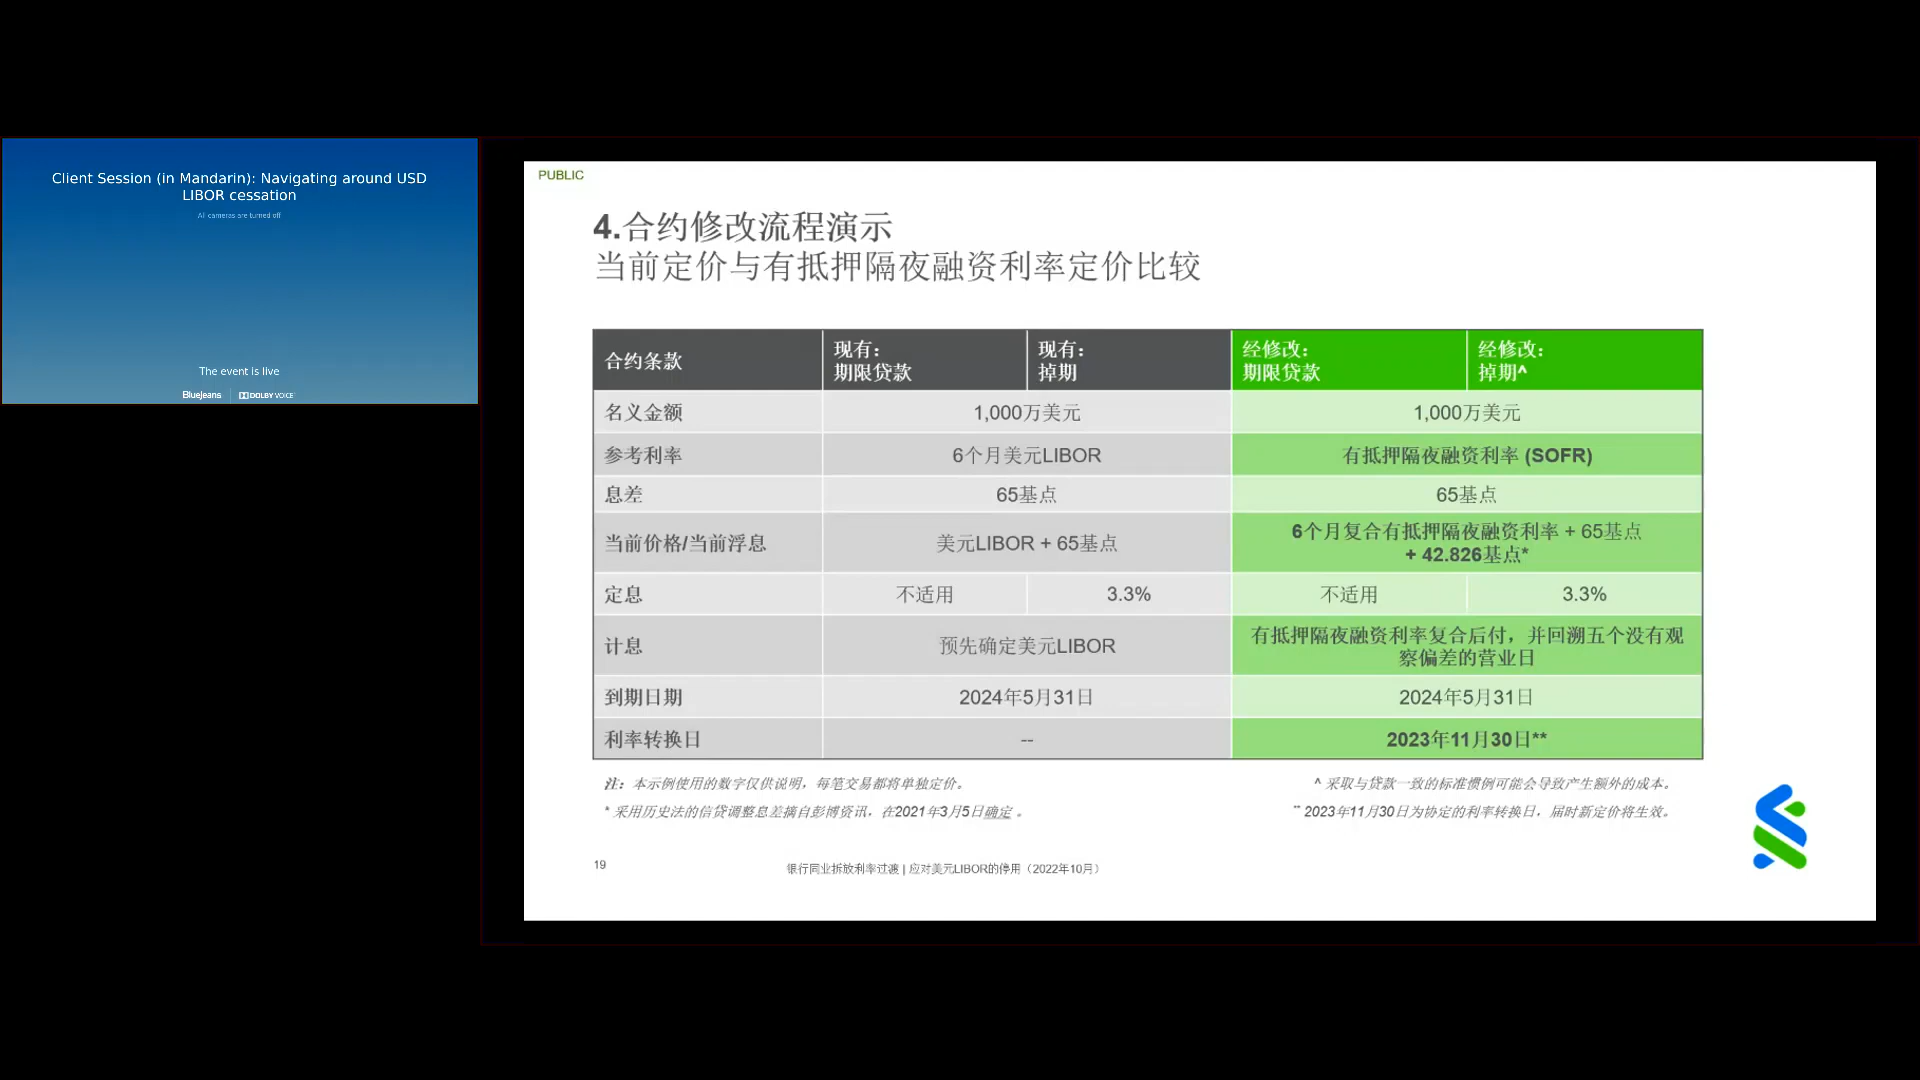 Client Session (in Mandarin): Navigating around USD
LIBOR cessation
All cameras are turned off
The event is live
BlueJeans
DOLBY VOICE
PUBLIC
4.合约修改流程演示
当前定价与有抵押隔夜融资利率定价比较
合约条款
现有：
期限贷款
现有：
掉期
经修改：
期限贷款
经修改：
掉期^
名义金额
1,000万美元
1,000万美元
参考利率
6个月美元LIBOR
有抵押隔夜融资利率 (SOFR)
息差
65基点
65基点
当前价格/当前浮息
美元LIBOR + 65基点
6个月复合有抵押隔夜融资利率 + 65基点
+ 42.826基点*
定息
不适用
3.3%
不适用
3.3%
计息
预先确定美元LIBOR
有抵押隔夜融资利率复合后付，并回溯五个没有观
察偏差的营业日
到期日期
2024年5月31日
2024年5月31日
利率转换日
--
2023年11月30日**
注：本示例使用的数字仅供说明，每笔交易都将单独定价。
^ 采取与贷款一致的标准惯例可能会导致产生额外的成本。
* 采用历史法的信贷调整息差摘自彭博资讯，在2021年3月5日确定 。
** 2023年11月30日为协定的利率转换日，届时新定价将生效。
19
银行同业拆放利率过渡 | 应对美元LIBOR的停用（2022年10月）